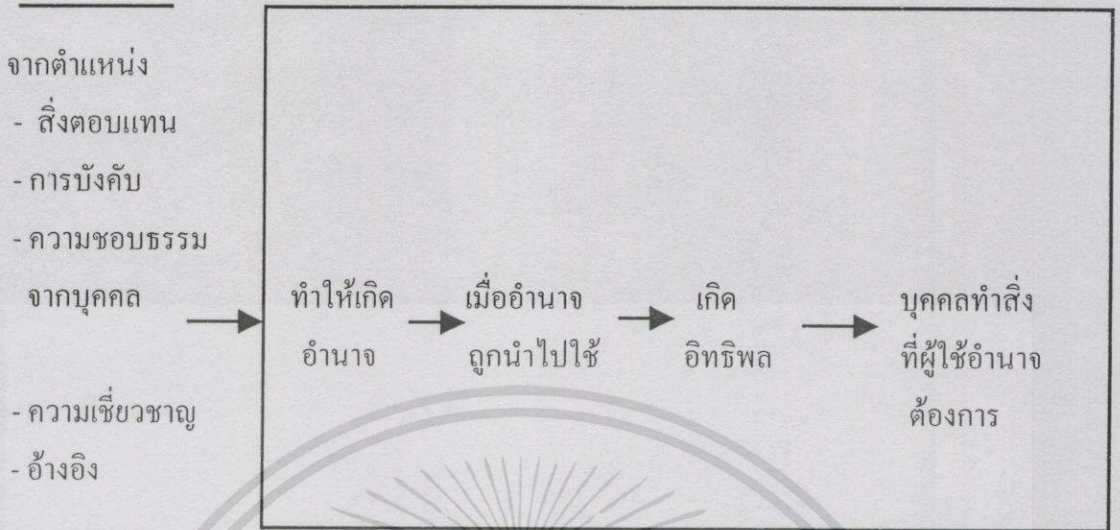 จากตำแหน่ง
- สิ่งตอบแทน
- การบังคับ
- ความชอบธรรม
จากบุคคล
- ความเชี่ยวชาญ
- อ้างอิง
ทำให้เกิด
อำนาจ
เมื่ออำนาจ
ถูกนำไปใช้
เกิด
อิทธิพล
บุคคลทำสิ่ง
ที่ผู้ใช้อำนาจ
ต้องการ